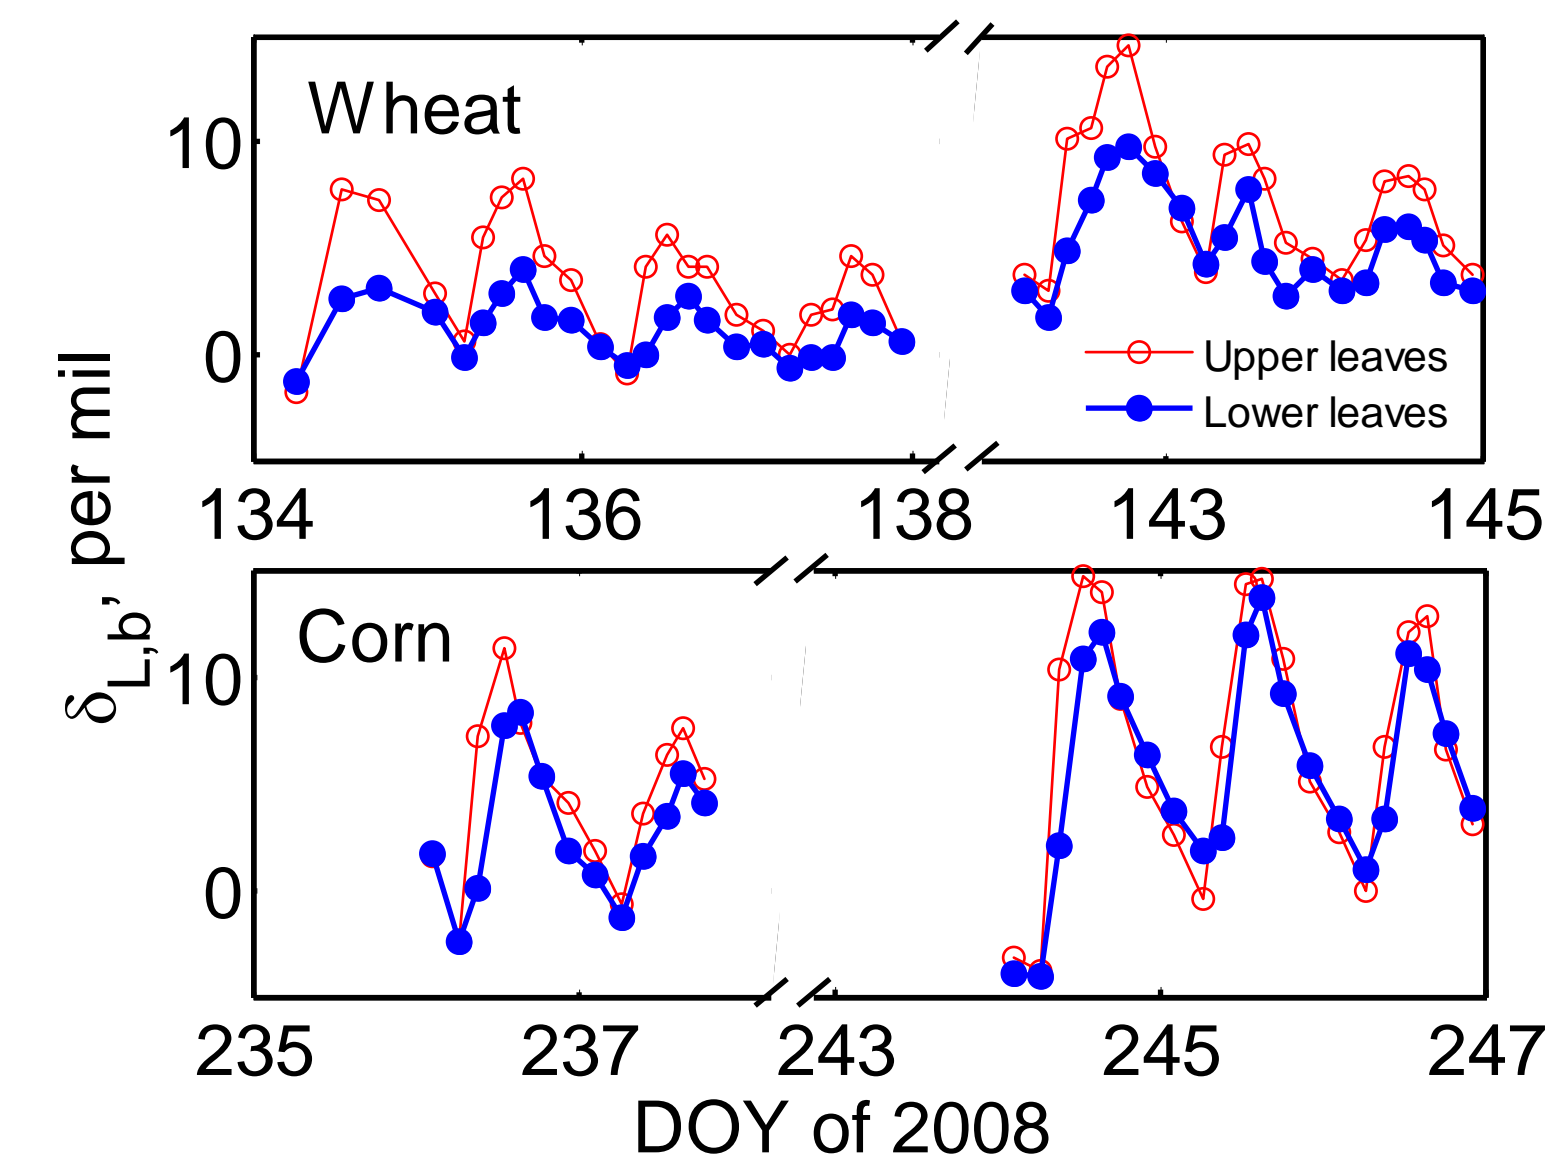 Wheat
10
0
Upper leaves
Lower leaves
134 136 138 143 145
δL,b, per mil
Corn
10
0
235 237 243 245 247
DOY of 2008